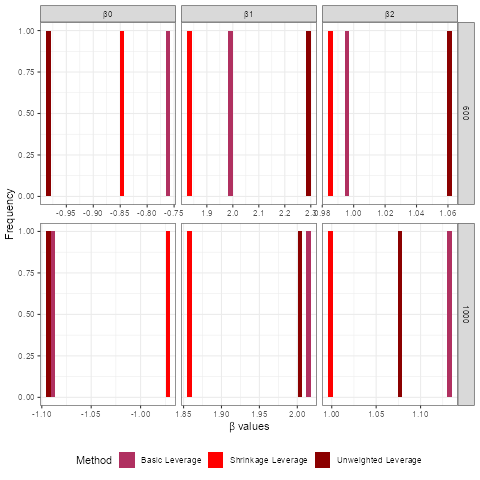 β0 β1 β2
1.00
0.75
0.50
0.25
0.00
600
-0.95 -0.90 -0.85 -0.80 -0.75 1.9 2.0 2.1 2.2 2.3 0.98 1.00 1.02 1.04 1.06
Frequency
1.00
0.75
0.50
0.25
0.00
1000
-1.10 -1.05 -1.00 1.85 1.90 1.95 2.00 1.00 1.05 1.10
β values
Method Basic Leverage Shrinkage Leverage Unweighted Leverage